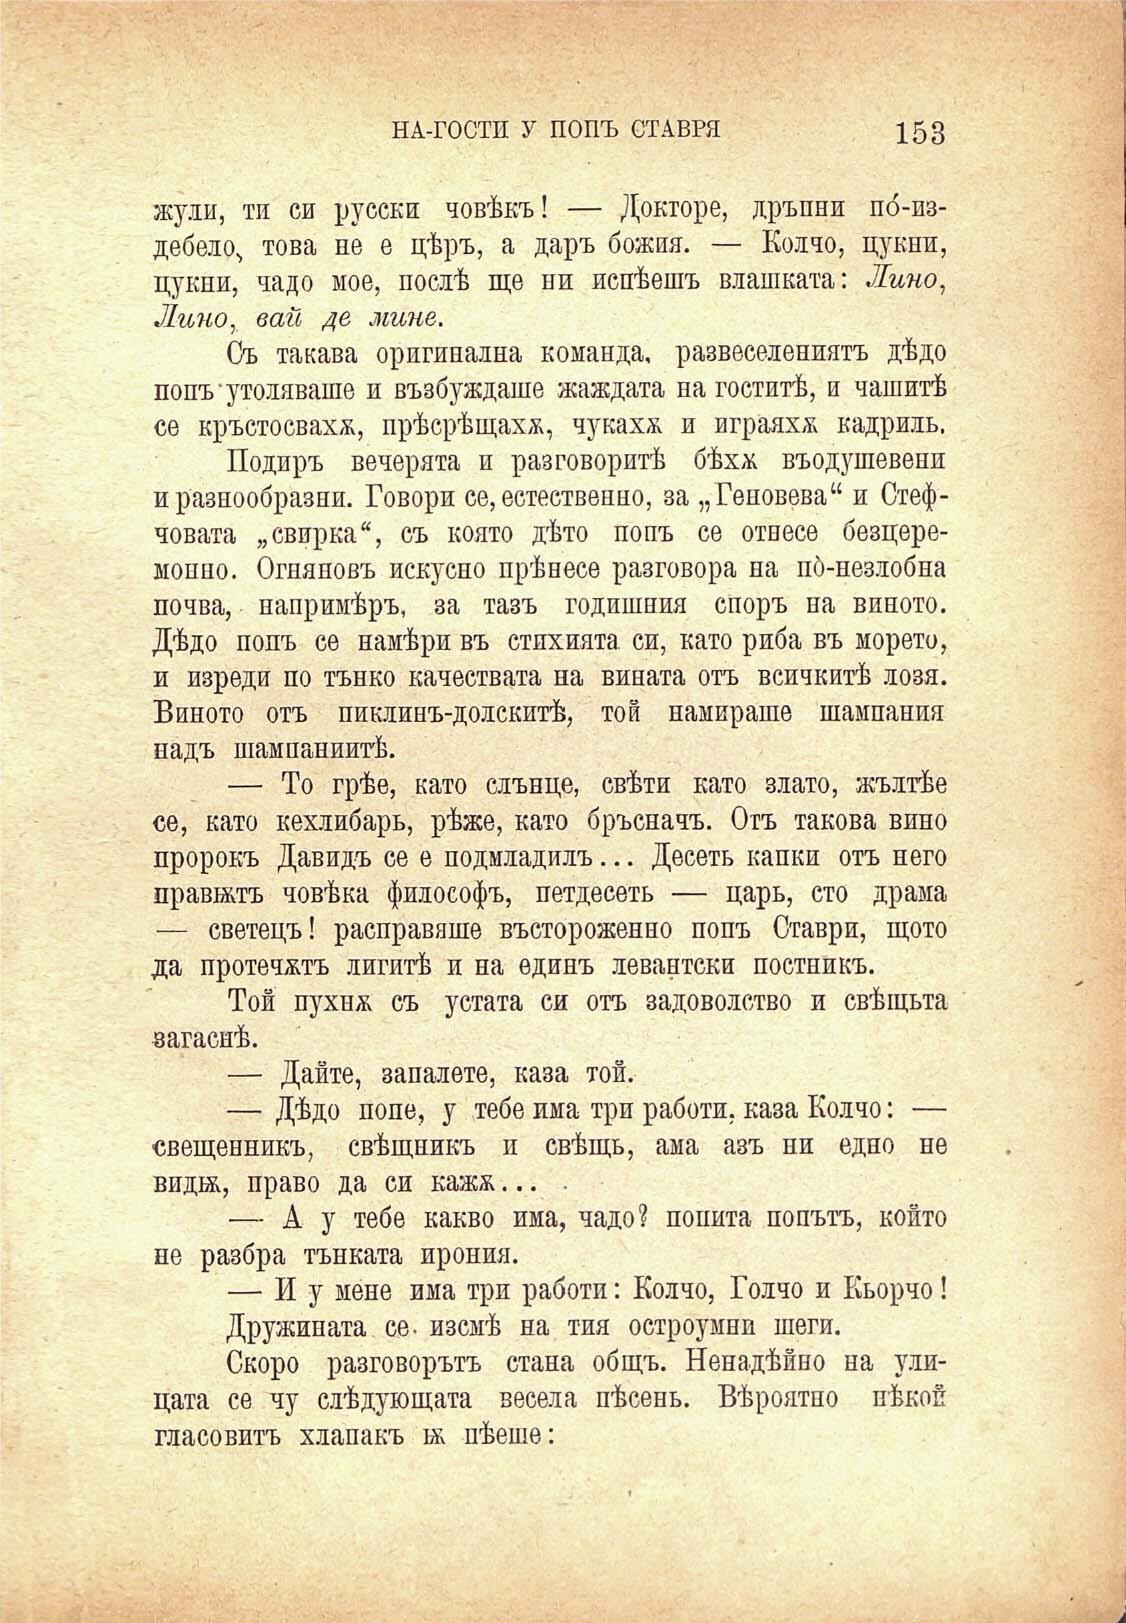 НА-ГОСТИ У ПОПЪ СТАВРЯ 153
жули, ти си русски човѣкъ! — Докторе, дръпни по́-из-
дебело, това не е цѣръ, а даръ божия. — Колчо, цукни,
цукни, чадо мое, послѣ ще ни испѣешъ влашката: Лино,
Лино, вай де мине.
Съ такава оригинална команда, развеселениятъ дѣдо
попъ утоляваше и възбуждаше жаждата на гоститѣ, и чашитѣ
се кръстосвахѫ, прѣсрѣщахѫ, чукахѫ и играяхѫ кадриль.
Подиръ вечерята и разговоритѣ бѣхѫ въодушевени
и разнообразни. Говори се, естественно, за „Геновева“ и Стеф-
човата „свирка“, съ която дѣто попъ се отнесе безцере-
монно. Огняновъ искусно прѣнесе разговора на по̀-незлобна
почва, напримѣръ, за тазъ годишния споръ на виното.
Дѣдо попъ се намѣри въ стихията си, като риба въ морето,
и изреди по тънко качествата на вината отъ всичкитѣ лозя.
Виното отъ пиклинъ-долскитѣ, той намираше шампания
надъ шампаниитѣ.
— То грѣе, като слънце, свѣти като злато, жълтѣе
се, като кехлибарь, рѣже, като бръсначъ. Отъ такова вино
пророкъ Давидъ се е подмладилъ... Десеть капки отъ него
правѭтъ човѣка философъ, петдесеть — царь, сто драма
— светецъ! расправяше въстороженно попъ Ставри, щото
да протечѫтъ лигитѣ и на единъ левантски постникъ.
Той пухнѫ съ устата си отъ задоволство и свѣщьта
загаснѣ.
— Дайте, запалете, каза той.
— Дѣдо попе, у тебе има три работи, каза Колчо: —
свещенникъ, свѣщникъ и свѣщь, ама азъ ни едно не
видѭ, право да си кажѫ...
— А у тебе какво има, чадо? попита попътъ, който
не разбра тънката ирония.
— И у мене има три работи: Колчо, Голчо и Кьорчо!
Дружината се изсмѣ на тия остроумни шеги.
Скоро разговорътъ стана общъ. Ненадѣйно на ули-
цата се чу слѣдующата весела пѣсень. Вѣроятно нѣкой
гласовитъ хлапакъ ѭ пѣеше: